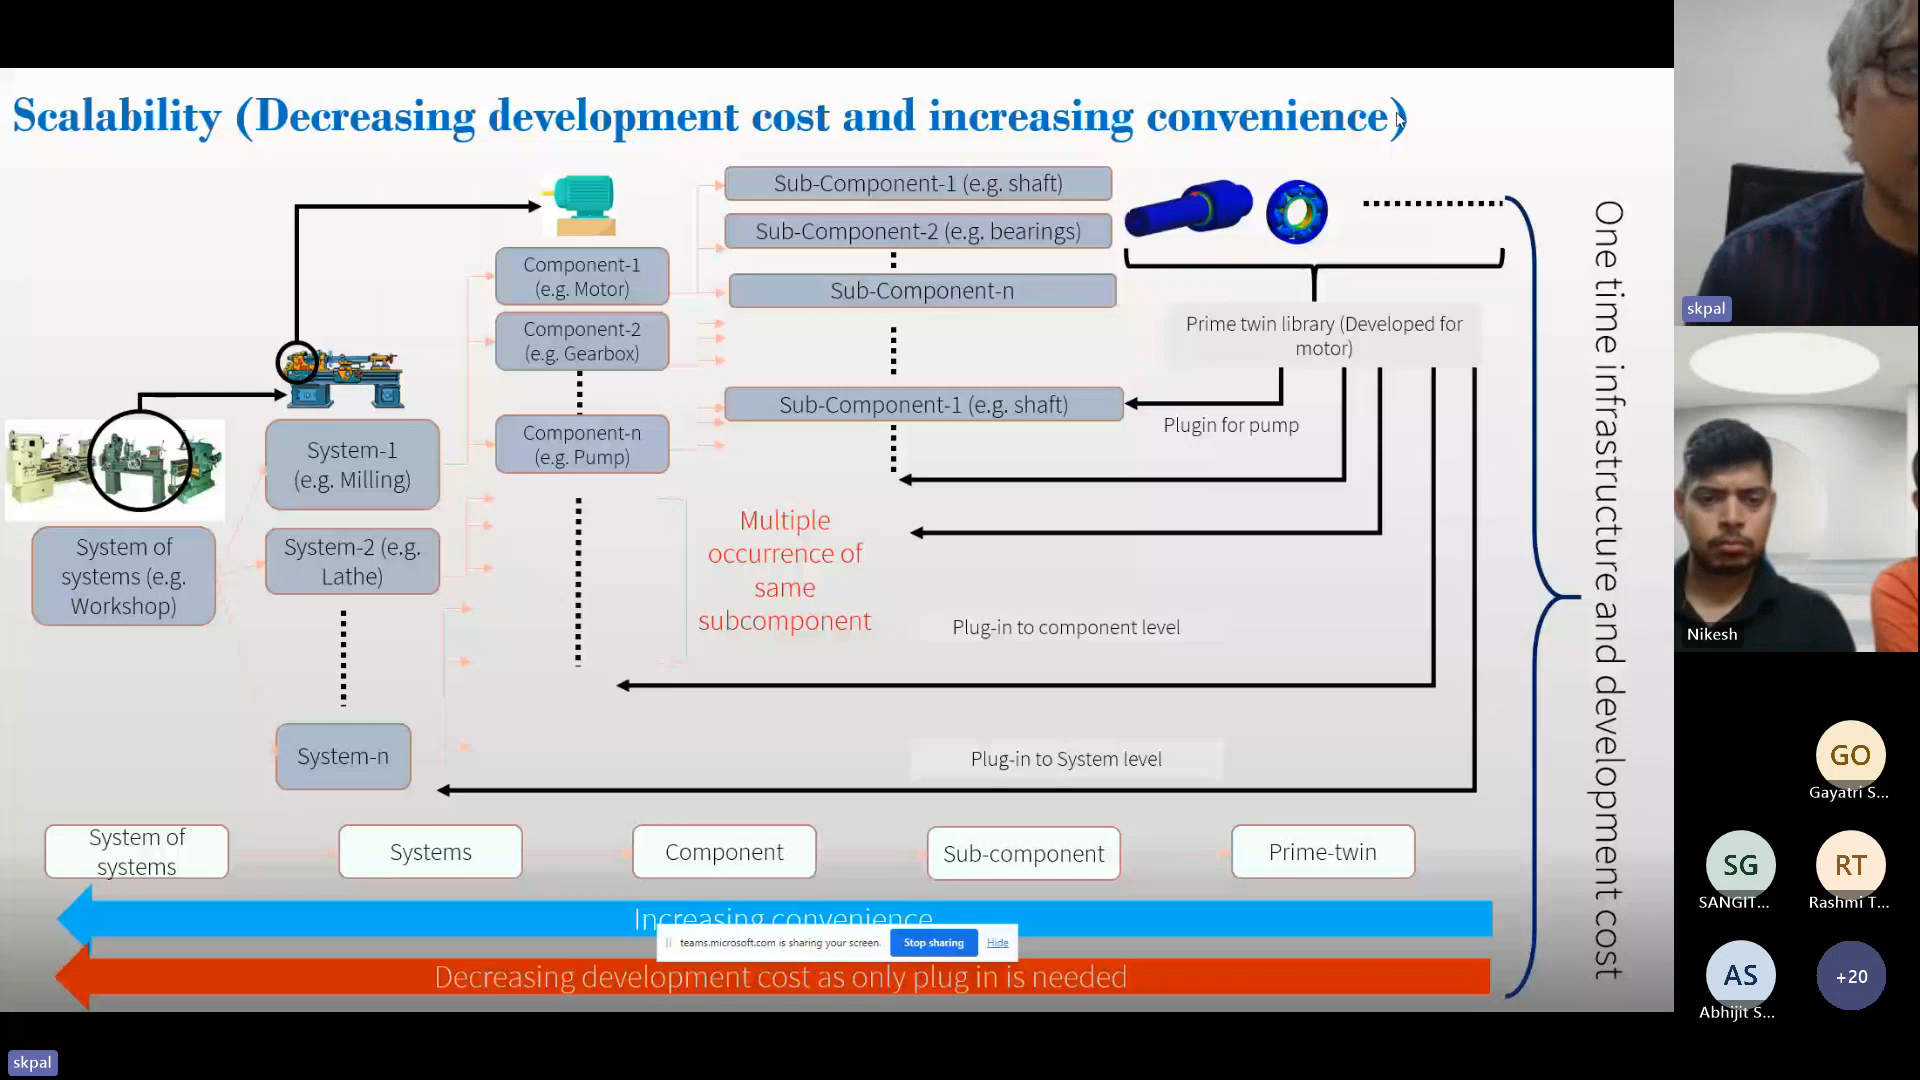 Scalability (Decreasing development cost and increasing convenience)
Sub-Component-1 (e.g. shaft)
Sub-Component-2 (e.g. bearings)
Sub-Component-n
Component-1
(e.g. Motor)
Component-2
(e.g. Gearbox)
Component-n
(e.g. Pump)
Sub-Component-1 (e.g. shaft)
Prime twin library (Developed for
motor)
Plugin for pump
System-1
(e.g. Milling)
System-2 (e.g.
Lathe)
System-n
System of
systems (e.g.
Workshop)
Multiple
occurrence of
same
subcomponent
Plug-in to component level
Plug-in to System level
One time infrastructure and development cost
System of
systems
Systems
Component
Sub-component
Prime-twin
Increasing convenience
teams.microsoft.com is sharing your screen.
Stop sharing
Hide
Decreasing development cost as only plug in is needed
skpal
skpal
Nikesh
GO
Gayatri S...
SG
SANGIT...
RT
Rashmi T...
AS
Abhijit S...
+20